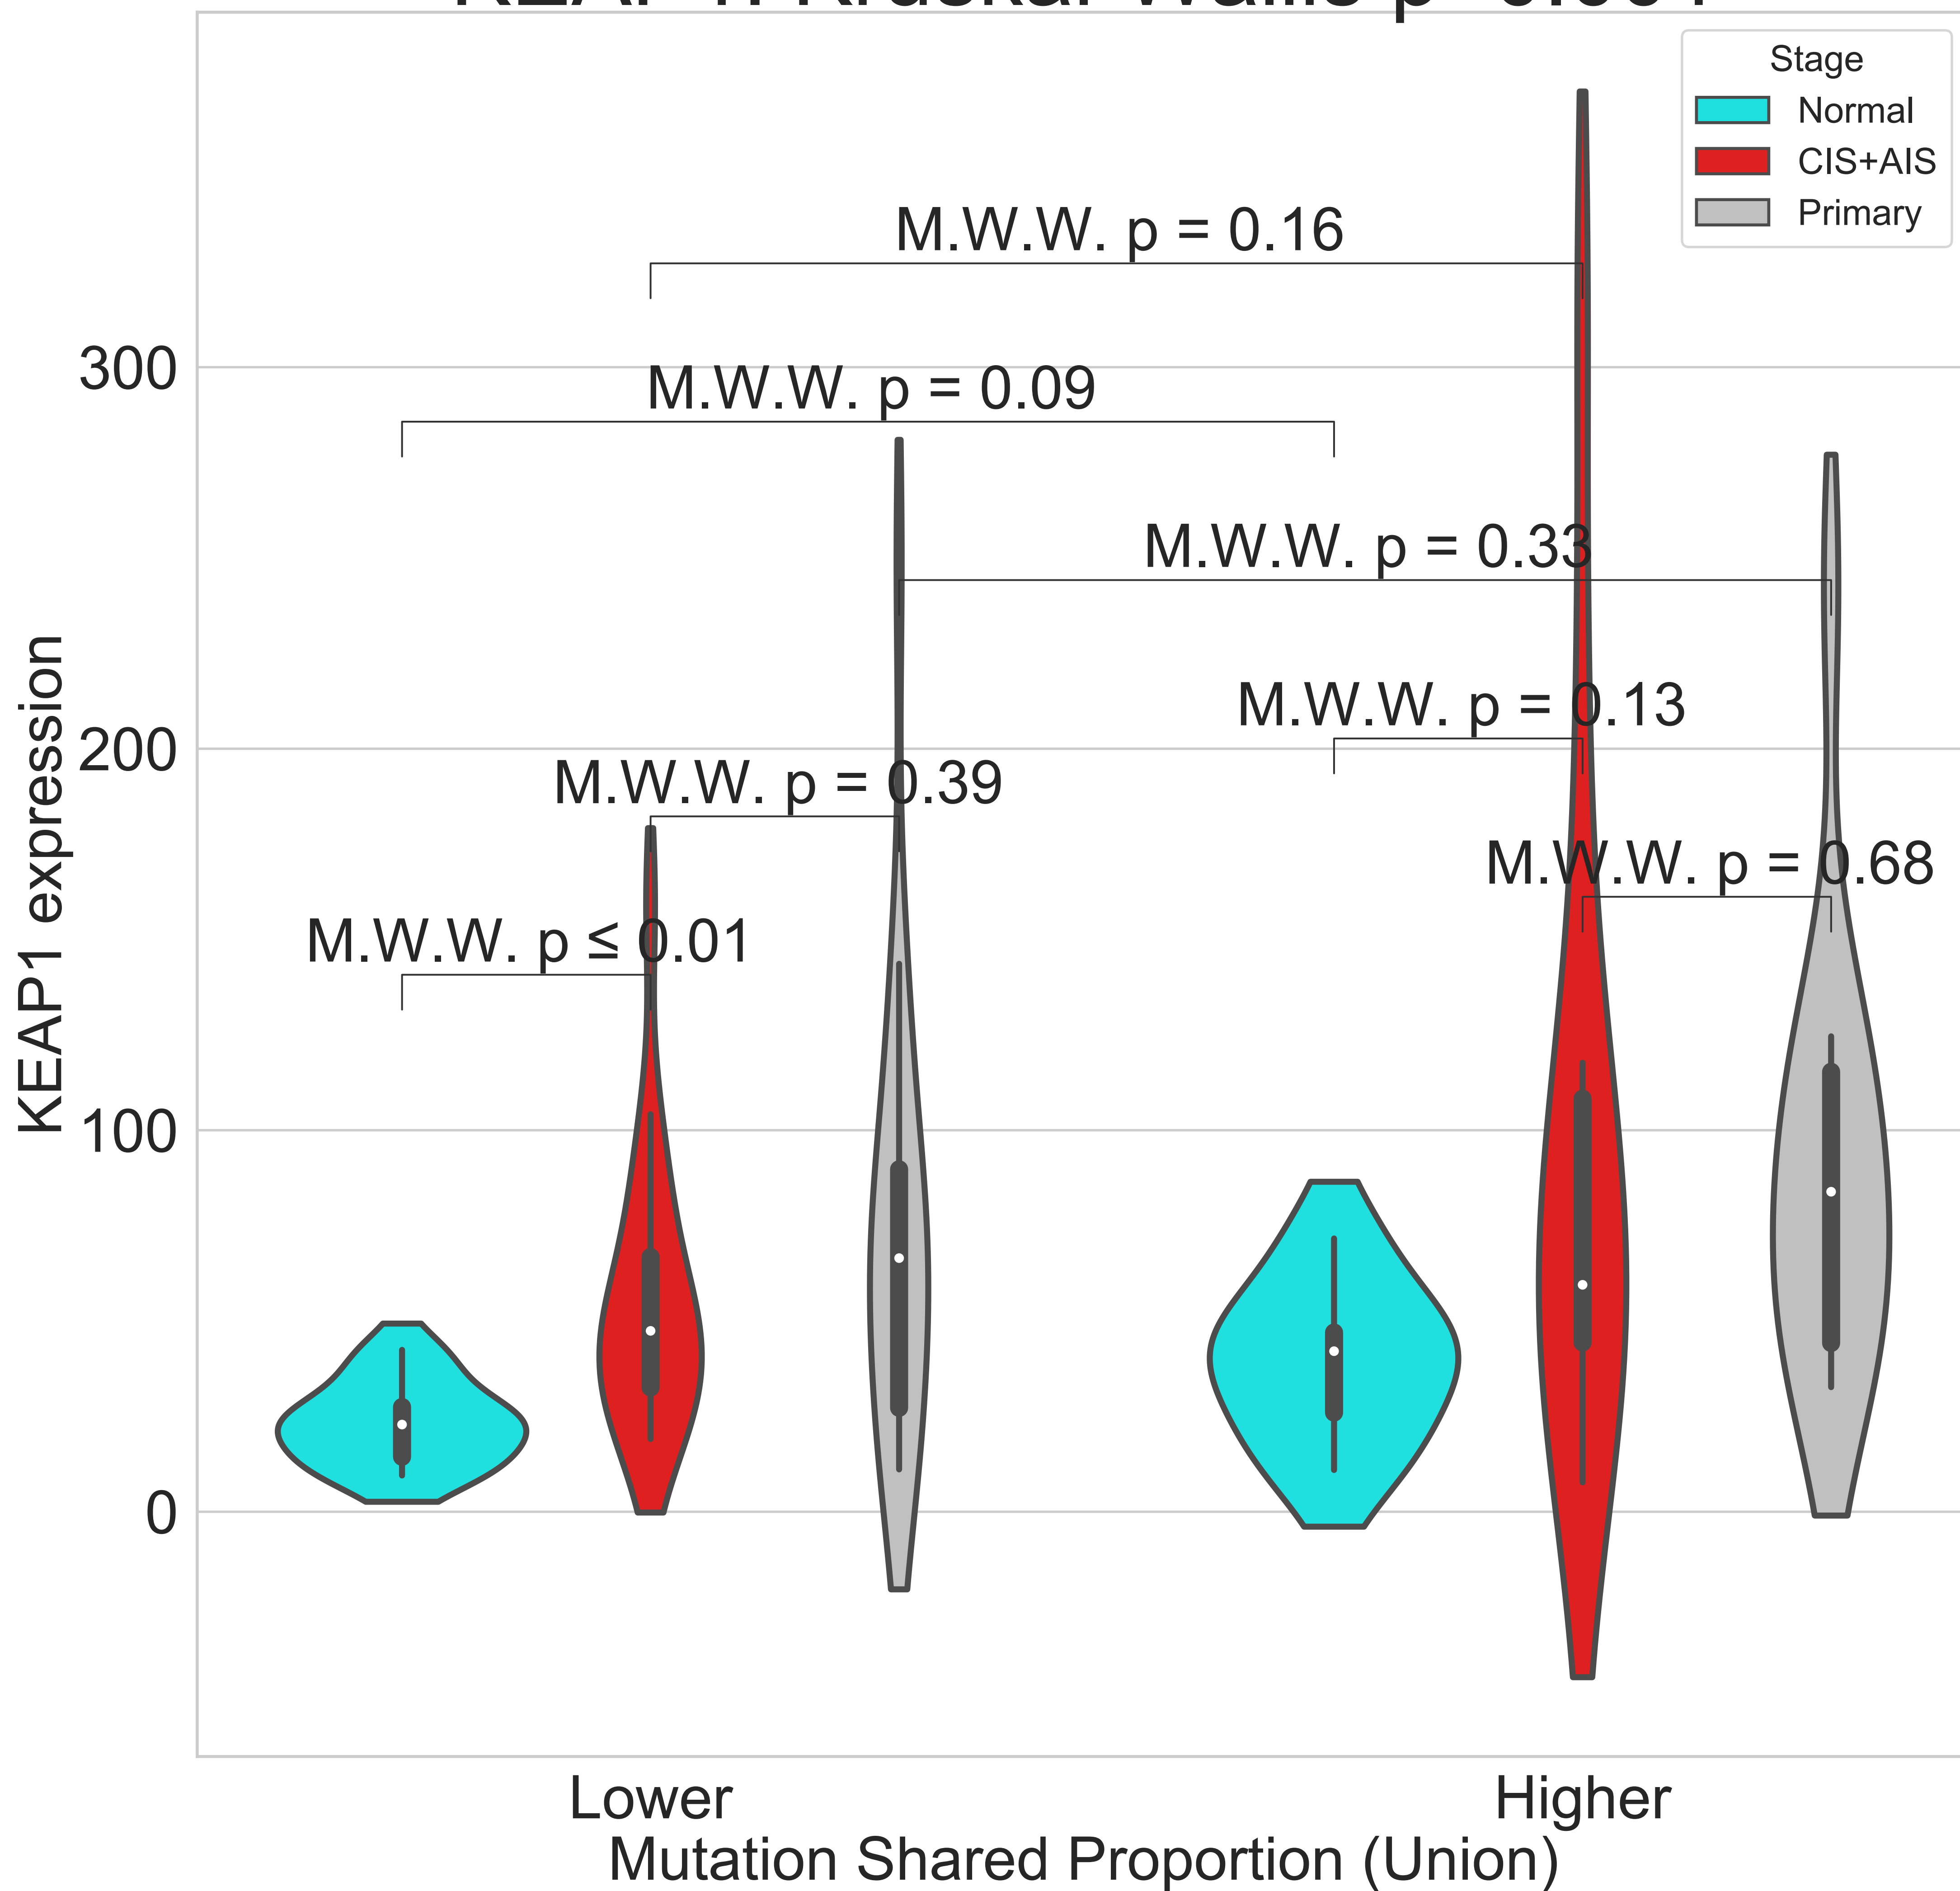 Stage
Normal
CIS+AIS
Primary
M.W.W. p = 0.16
300
M.W.W. p = 0.09
M.W.W. p = 0.33
M.W.W. p = 0.13
200
M.W.W. p = 0.39
M.W.W. p = 0.68
M.W.W. p ≤ 0.01
KEAP1 expression
100
0
Lower
Higher
Mutation Shared Proportion (Union)